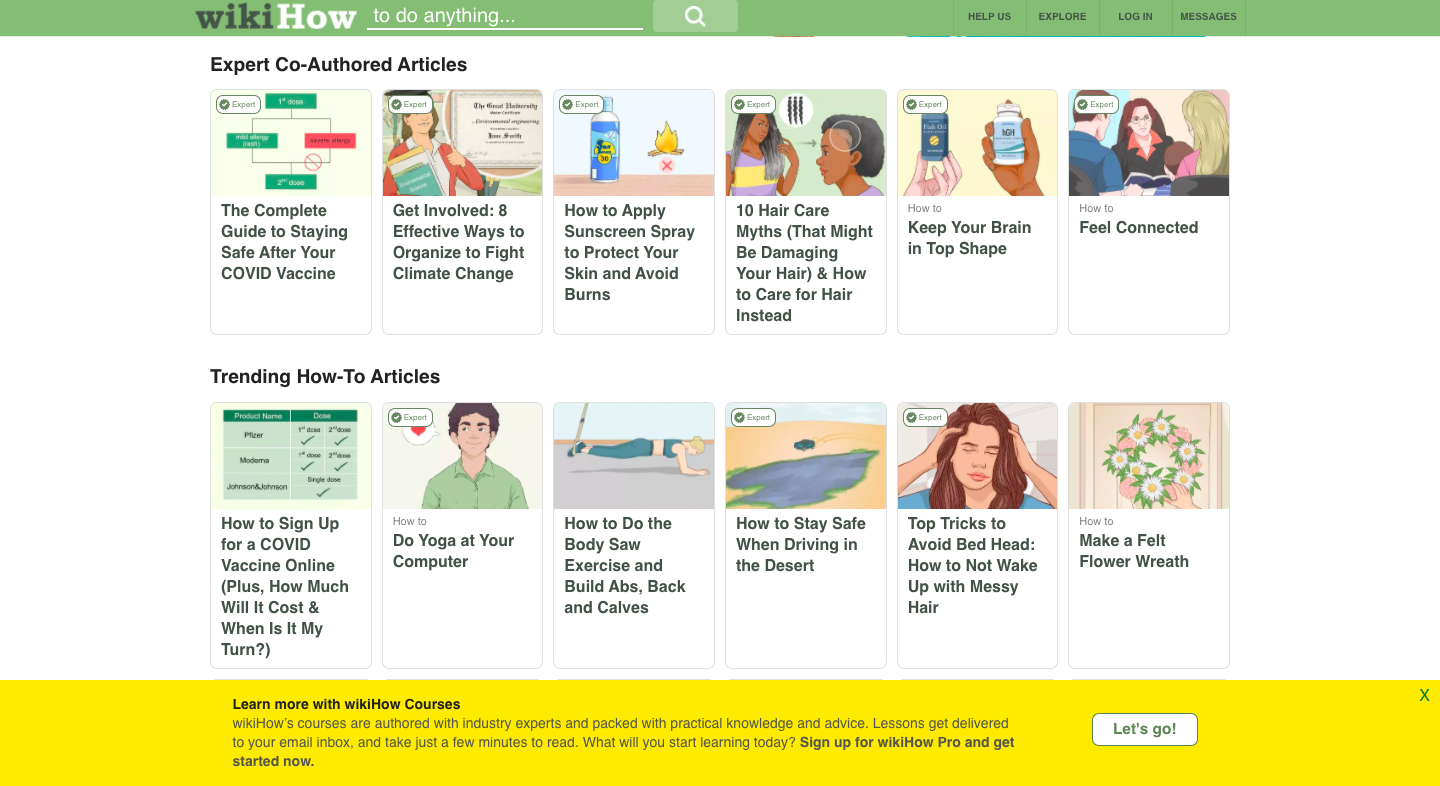 wikiHow to do anything...
HELP US EXPLORE LOG IN MESSAGES
Expert Co-Authored Articles
Expert
1st dose
mild allergy
(rash)
severe allergy
2nd dose
The Complete
Guide to Staying
Safe After Your
COVID Vaccine
Expert
The Great University
Master Certificate
Environmental engineering
Jane Smith
Environmental
Science
Get Involved: 8
Effective Ways to
Organize to Fight
Climate Change
Expert
30
How to Apply
Sunscreen Spray
to Protect Your
Skin and Avoid
Burns
Expert
10 Hair Care
Myths (That Might
Be Damaging
Your Hair) & How
to Care for Hair
Instead
Expert
Fish Oil
hGH
How to
Keep Your Brain
in Top Shape
Expert
How to
Feel Connected
Trending How-To Articles
Product Name Dose
Pfizer 1st dose 2nd dose
Moderna 1st dose 2nd dose
Johnson&Johnson Single dose
How to Sign Up
for a COVID
Vaccine Online
(Plus, How Much
Will It Cost &
When Is It My
Turn?)
Expert
How to
Do Yoga at Your
Computer
How to Do the
Body Saw
Exercise and
Build Abs, Back
and Calves
Expert
How to Stay Safe
When Driving in
the Desert
Expert
Top Tricks to
Avoid Bed Head:
How to Not Wake
Up with Messy
Hair
How to
Make a Felt
Flower Wreath
Learn more with wikiHow Courses
wikiHow's courses are authored with industry experts and packed with practical knowledge and advice. Lessons get delivered
to your email inbox, and take just a few minutes to read. What will you start learning today? Sign up for wikiHow Pro and get
started now.
Let's go!
X